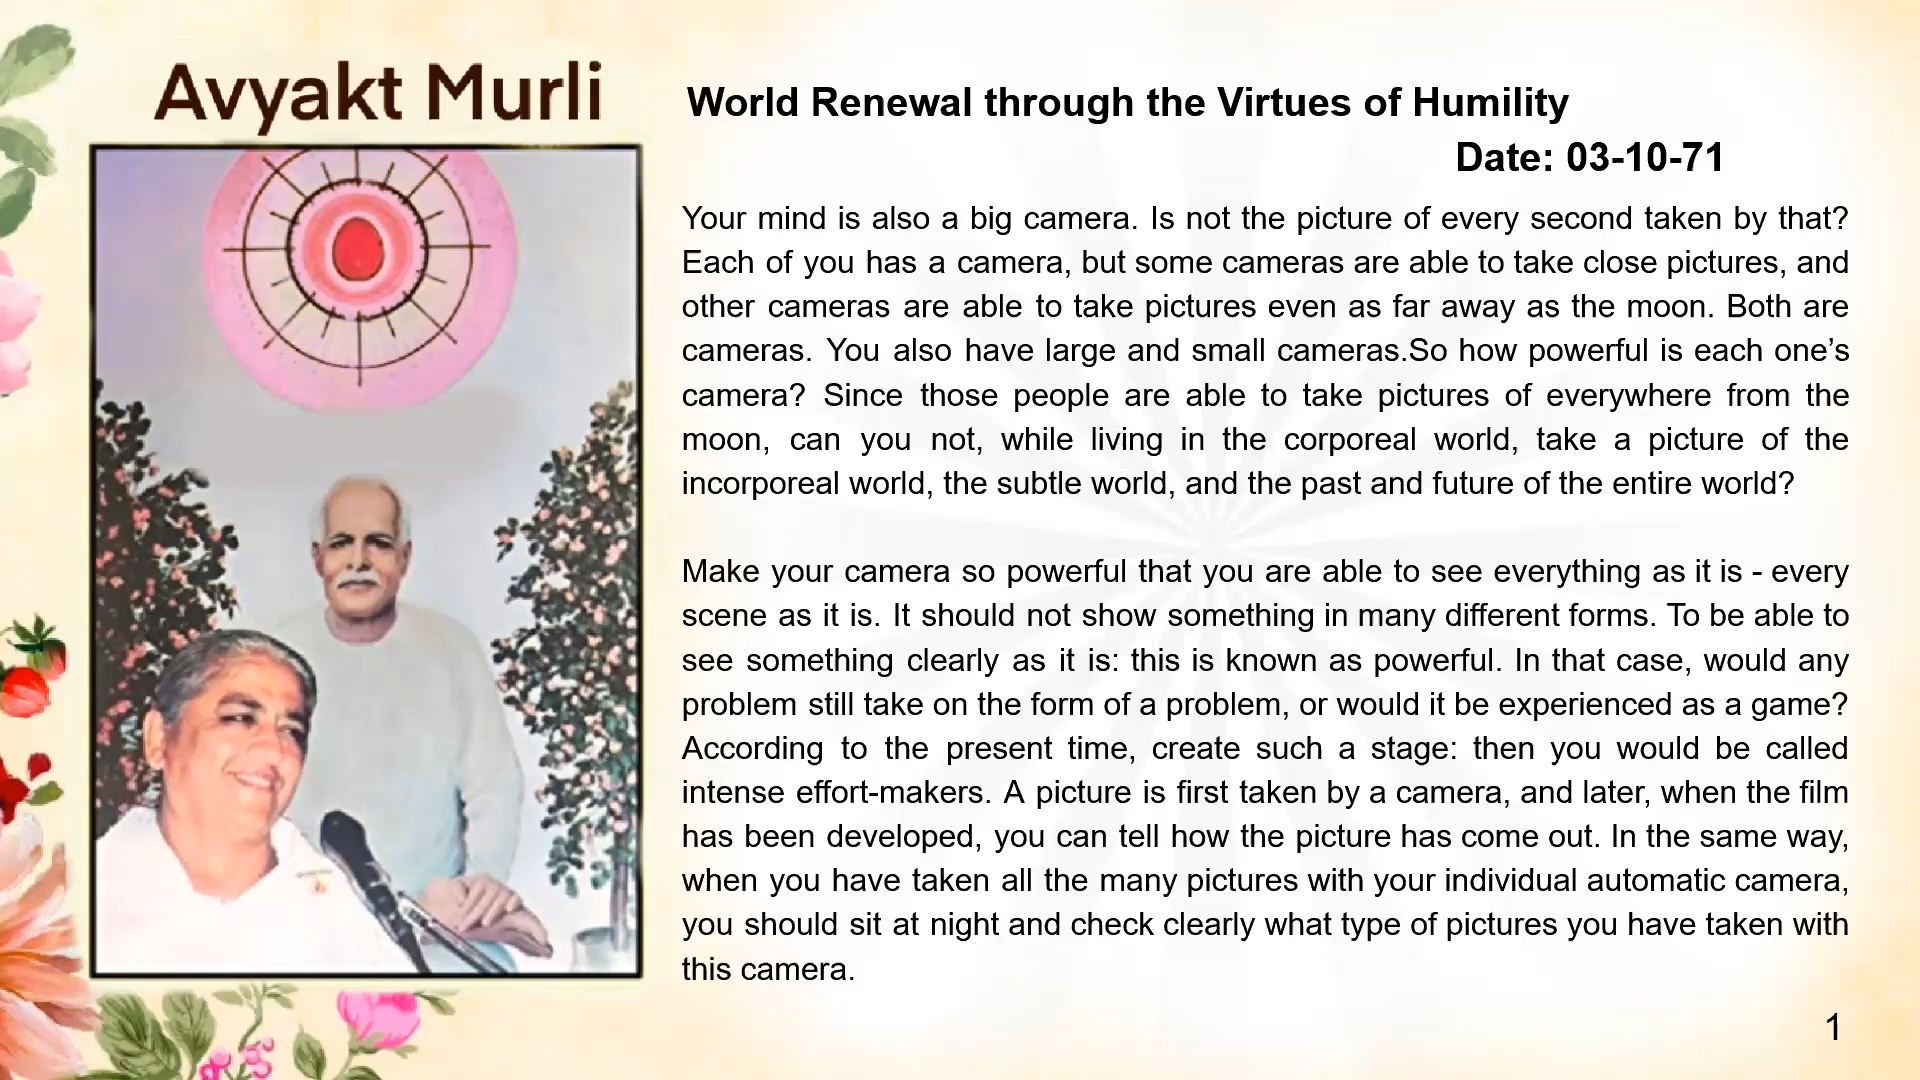 Avyakt Murli
World Renewal through the Virtues of Humility
Date: 03-10-71
Your mind is also a big camera. Is not the picture of every second taken by that?
Each of you has a camera, but some cameras are able to take close pictures, and
other cameras are able to take pictures even as far away as the moon. Both are
cameras. You also have large and small cameras.So how powerful is each one’s
camera? Since those people are able to take pictures of everywhere from the
moon, can you not, while living in the corporeal world, take a picture of the
incorporeal world, the subtle world, and the past and future of the entire world?
Make your camera so powerful that you are able to see everything as it is - every
scene as it is. It should not show something in many different forms. To be able to
see something clearly as it is: this is known as powerful. In that case, would any
problem still take on the form of a problem, or would it be experienced as a game?
According to the present time, create such a stage: then you would be called
intense effort-makers. A picture is first taken by a camera, and later, when the film
has been developed, you can tell how the picture has come out. In the same way,
when you have taken all the many pictures with your individual automatic camera,
you should sit at night and check clearly what type of pictures you have taken with
this camera.
1